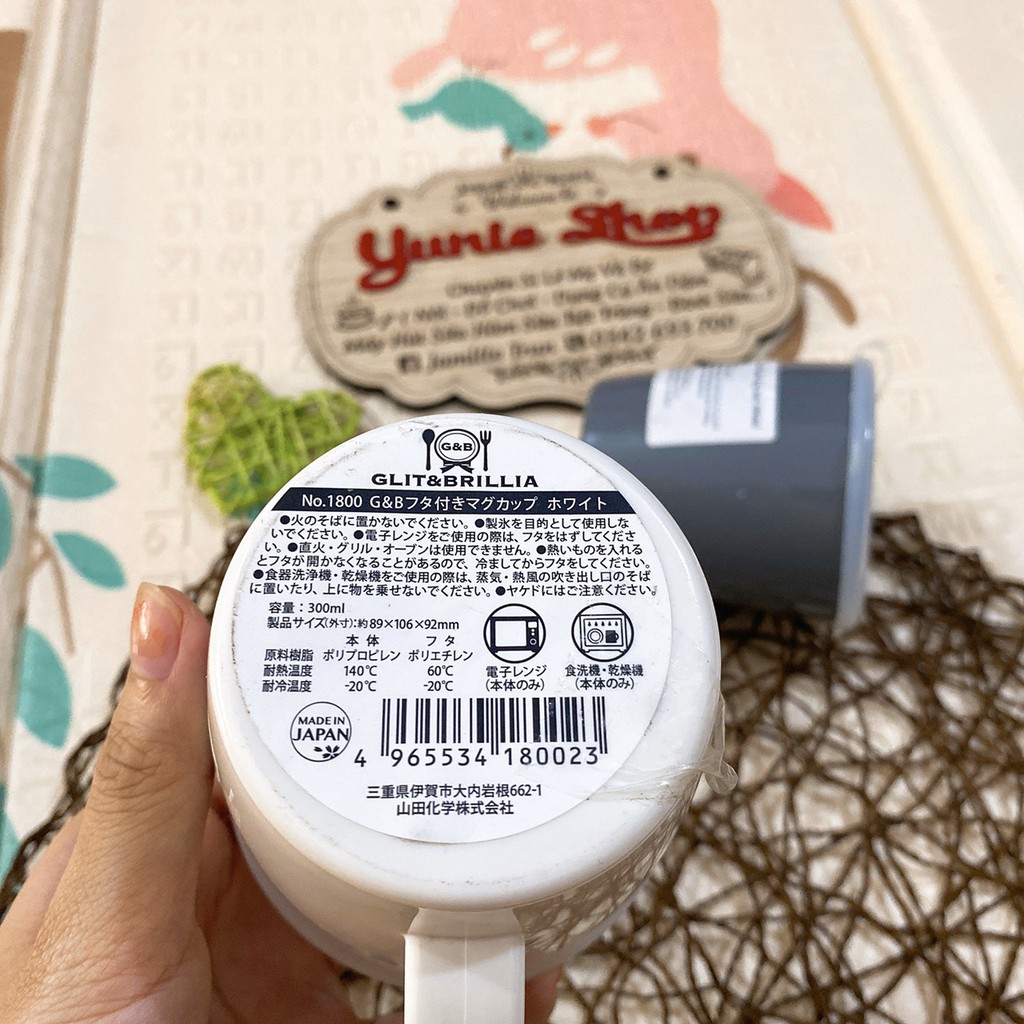 Yunie Shop
Chuyên Sỉ Lẻ Mẹ Và Bé
G&B
GLIT&BRILLIA
No.1800 G&Bフタ付きマグカップ ホワイト
●火のそばに置かないでください。●製氷を目的として使用しな
いでください。●電子レンジをご使用の際は、フタをはずしてくださ
い。●直火・グリル・オーブンは使用できません。●熱いものを入れる
とフタが開かなくなることがあるので、冷ましてからフタをしてください。
●食器洗浄機・乾燥機をご使用の際は、蒸気・熱風の吹き出し口のそば
に置いたり、上に物を乗せないでください。●ヤケドにはご注意ください。
容量：300ml
製品サイズ(外寸):約89×106×92mm
本体 フタ
原料樹脂 ポリプロピレン ポリエチレン
耐熱温度 140℃ 60℃
耐冷温度 -20℃ -20℃
電子レンジ
(本体のみ)
食洗機・乾燥機
(本体のみ)
MADE IN
JAPAN
4 965534 180023
三重県伊賀市大内岩根662-1
山田化学株式会社